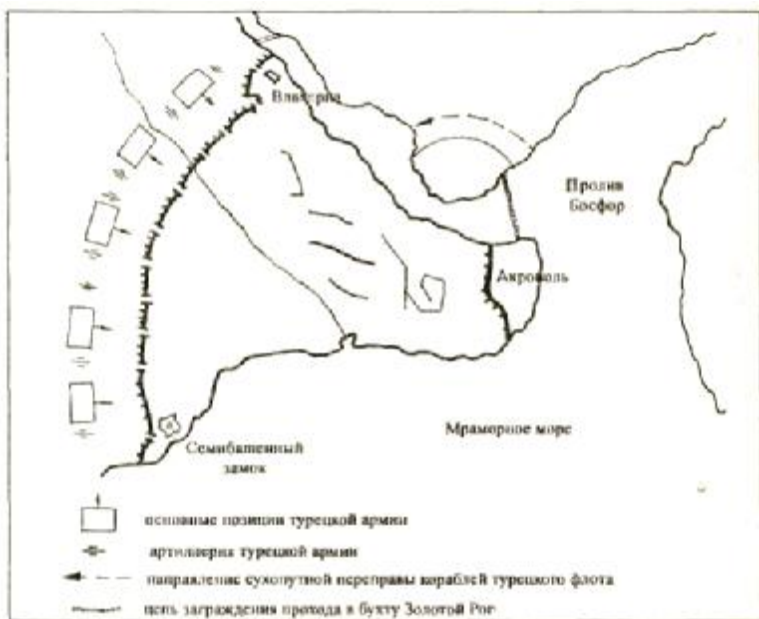 Влахерна
Пролив
Босфор
Акрополь
Мраморное море
Семибашенный
замок
основные позиции турецкой армии
артиллерия турецкой армии
направление сухопутной переправы кораблей турецкого флота
цепь заграждения прохода в бухту Золотой Рог